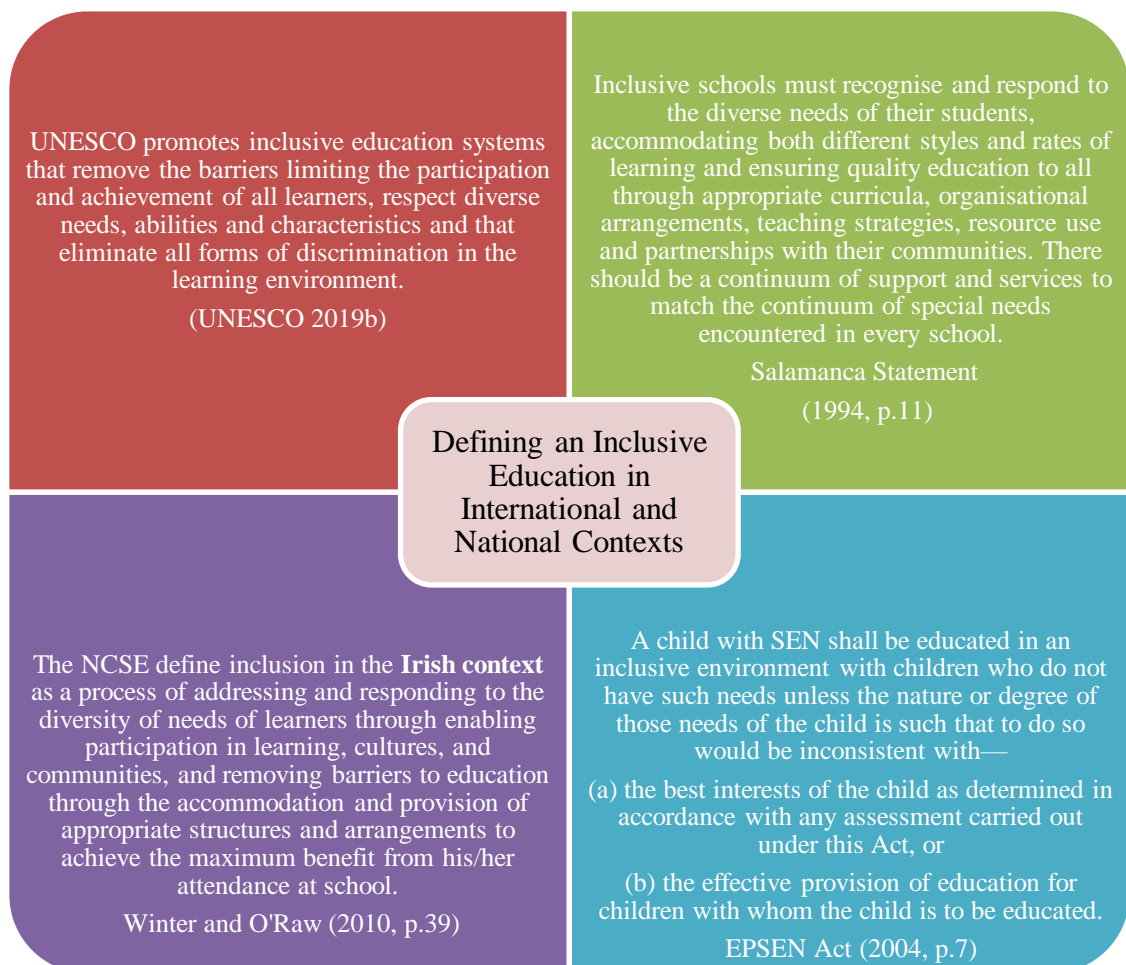 UNESCO promotes inclusive education systems
that remove the barriers limiting the participation
and achievement of all learners, respect diverse
needs, abilities and characteristics and that
eliminate all forms of discrimination in the
learning environment.
(UNESCO 2019b)
Inclusive schools must recognise and respond to
the diverse needs of their students,
accommodating both different styles and rates of
learning and ensuring quality education to all
through appropriate curricula, organisational
arrangements, teaching strategies, resource use
and partnerships with their communities. There
should be a continuum of support and services to
match the continuum of special needs
encountered in every school.
Salamanca Statement
(1994, p.11)
Defining an Inclusive
Education in
International and
National Contexts
The NCSE define inclusion in the Irish context
as a process of addressing and responding to the
diversity of needs of learners through enabling
participation in learning, cultures, and
communities, and removing barriers to education
through the accommodation and provision of
appropriate structures and arrangements to
achieve the maximum benefit from his/her
attendance at school.
Winter and O'Raw (2010, p.39)
A child with SEN shall be educated in an
inclusive environment with children who do not
have such needs unless the nature or degree of
those needs of the child is such that to do so
would be inconsistent with—
(a) the best interests of the child as determined in
accordance with any assessment carried out
under this Act, or
(b) the effective provision of education for
children with whom the child is to be educated.
EPSEN Act (2004, p.7)